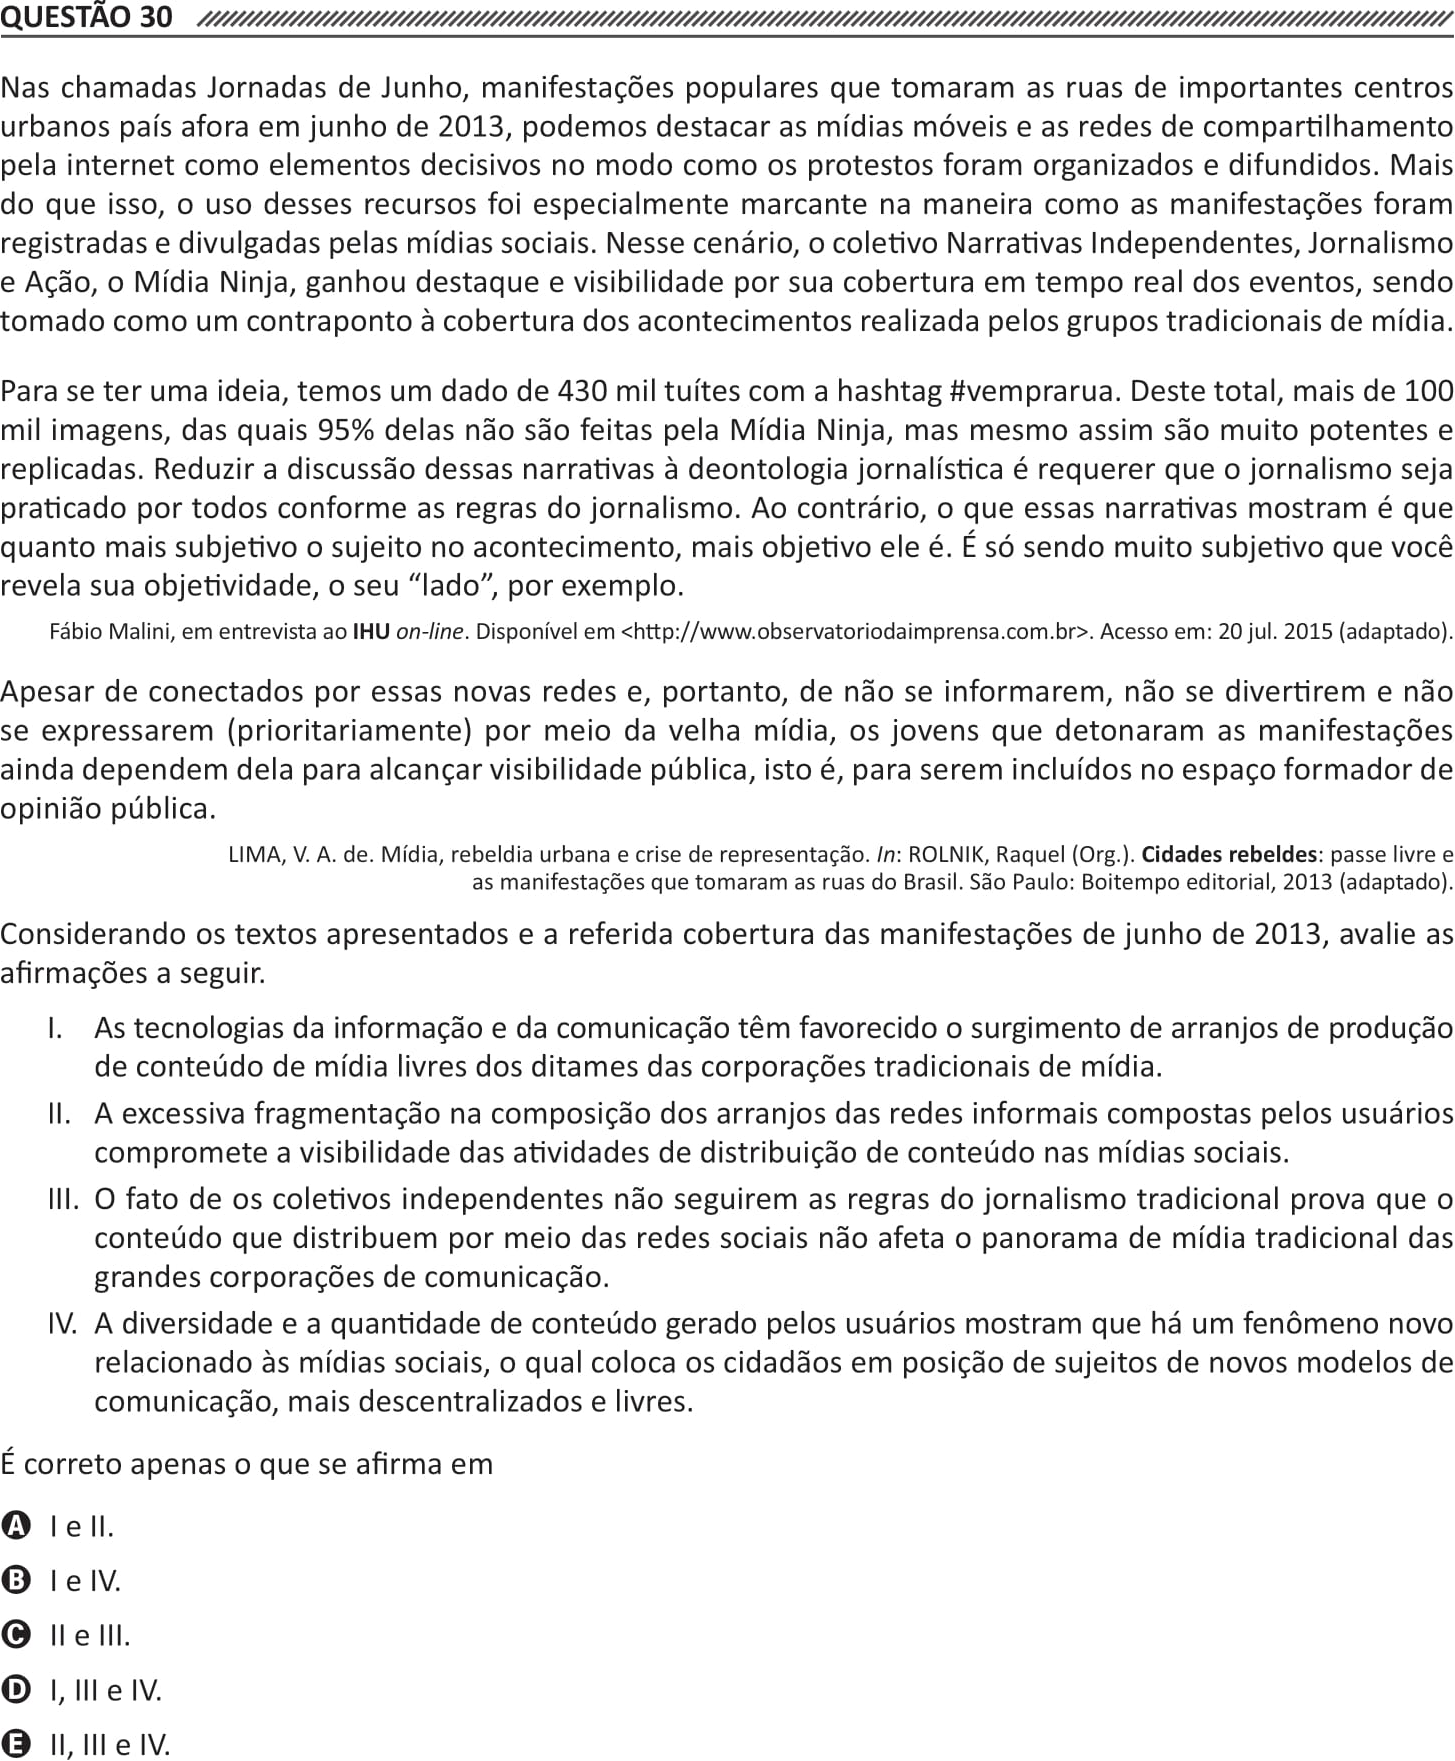 QUESTÃO 30
Nas chamadas Jornadas de Junho, manifestações populares que tomaram as ruas de importantes centros
urbanos país afora em junho de 2013, podemos destacar as mídias móveis e as redes de compartilhamento
pela internet como elementos decisivos no modo como os protestos foram organizados e difundidos. Mais
do que isso, o uso desses recursos foi especialmente marcante na maneira como as manifestações foram
registradas e divulgadas pelas mídias sociais. Nesse cenário, o coletivo Narrativas Independentes, Jornalismo
e Ação, o Mídia Ninja, ganhou destaque e visibilidade por sua cobertura em tempo real dos eventos, sendo
tomado como um contraponto à cobertura dos acontecimentos realizada pelos grupos tradicionais de mídia.
Para se ter uma ideia, temos um dado de 430 mil tuítes com a hashtag #vemprarua. Deste total, mais de 100
mil imagens, das quais 95% delas não são feitas pela Mídia Ninja, mas mesmo assim são muito potentes e
replicadas. Reduzir a discussão dessas narrativas à deontologia jornalística é requerer que o jornalismo seja
praticado por todos conforme as regras do jornalismo. Ao contrário, o que essas narrativas mostram é que
quanto mais subjetivo o sujeito no acontecimento, mais objetivo ele é. É só sendo muito subjetivo que você
revela sua objetividade, o seu “lado”, por exemplo.
Fábio Malini, em entrevista ao IHU on-line. Disponível em <http://www.observatoriodaimprensa.com.br>. Acesso em: 20 jul. 2015 (adaptado).
Apesar de conectados por essas novas redes e, portanto, de não se informarem, não se divertirem e não
se expressarem (prioritariamente) por meio da velha mídia, os jovens que detonaram as manifestações
ainda dependem dela para alcançar visibilidade pública, isto é, para serem incluídos no espaço formador de
opinião pública.
LIMA, V. A. de. Mídia, rebeldia urbana e crise de representação. In: ROLNIK, Raquel (Org.). Cidades rebeldes: passe livre e
as manifestações que tomaram as ruas do Brasil. São Paulo: Boitempo editorial, 2013 (adaptado).
Considerando os textos apresentados e a referida cobertura das manifestações de junho de 2013, avalie as
afirmações a seguir.
I. As tecnologias da informação e da comunicação têm favorecido o surgimento de arranjos de produção
de conteúdo de mídia livres dos ditames das corporações tradicionais de mídia.
II. A excessiva fragmentação na composição dos arranjos das redes informais compostas pelos usuários
compromete a visibilidade das atividades de distribuição de conteúdo nas mídias sociais.
III. O fato de os coletivos independentes não seguirem as regras do jornalismo tradicional prova que o
conteúdo que distribuem por meio das redes sociais não afeta o panorama de mídia tradicional das
grandes corporações de comunicação.
IV. A diversidade e a quantidade de conteúdo gerado pelos usuários mostram que há um fenômeno novo
relacionado às mídias sociais, o qual coloca os cidadãos em posição de sujeitos de novos modelos de
comunicação, mais descentralizados e livres.
É correto apenas o que se afirma em
A I e II.
B I e IV.
C II e III.
D I, III e IV.
E II, III e IV.